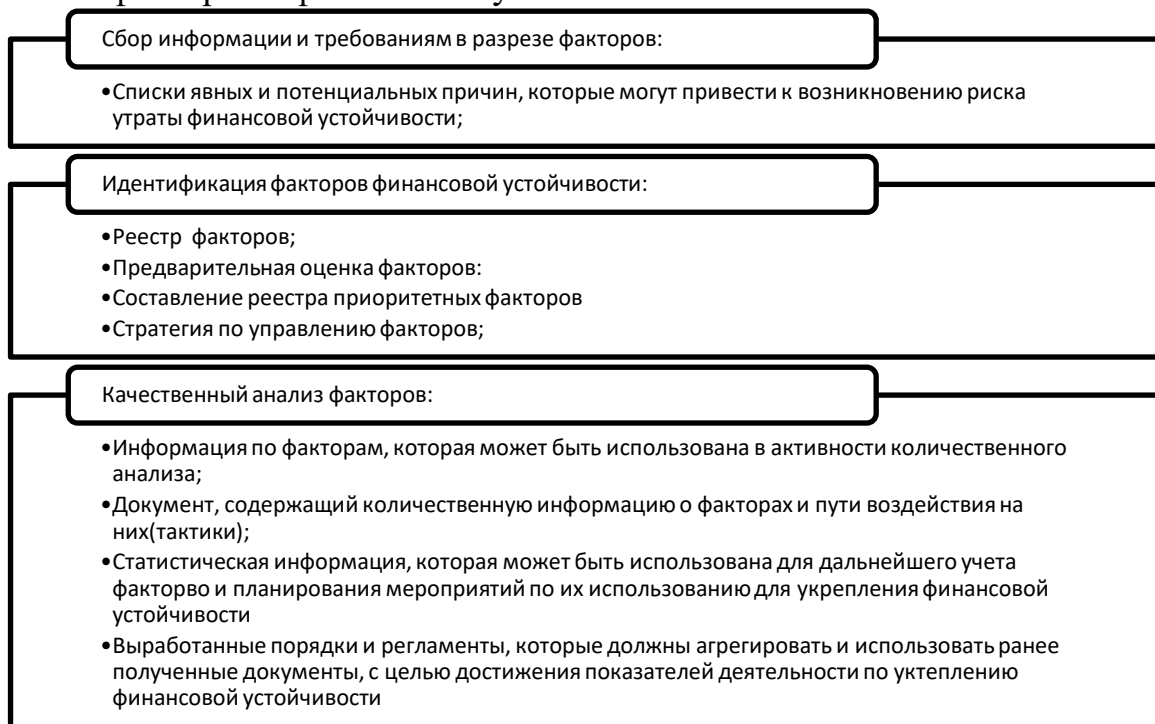 Сбор информации и требованиям в разрезе факторов:
•Списки явных и потенциальных причин, которые могут привести к возникновению риска
утраты финансовой устойчивости;
Идентификация факторов финансовой устойчивости:
•Реестр факторов;
•Предварительная оценка факторов:
•Составление реестра приоритетных факторов
•Стратегия по управлению факторов;
Качественный анализ факторов:
•Информация по факторам, которая может быть использована в активности количественного
анализа;
•Документ, содержащий количественную информацию о факторах и пути воздействия на
них(тактики);
•Статистическая информация, которая может быть использована для дальнейшего учета
факторво и планирования мероприятий по их использованию для укрепления финансовой
устойчивости
•Выработанные порядки и регламенты, которые должны агрегировать и использовать ранее
полученные документы, с целью достижения показателей деятельности по уктеплению
финансовой устойчивости